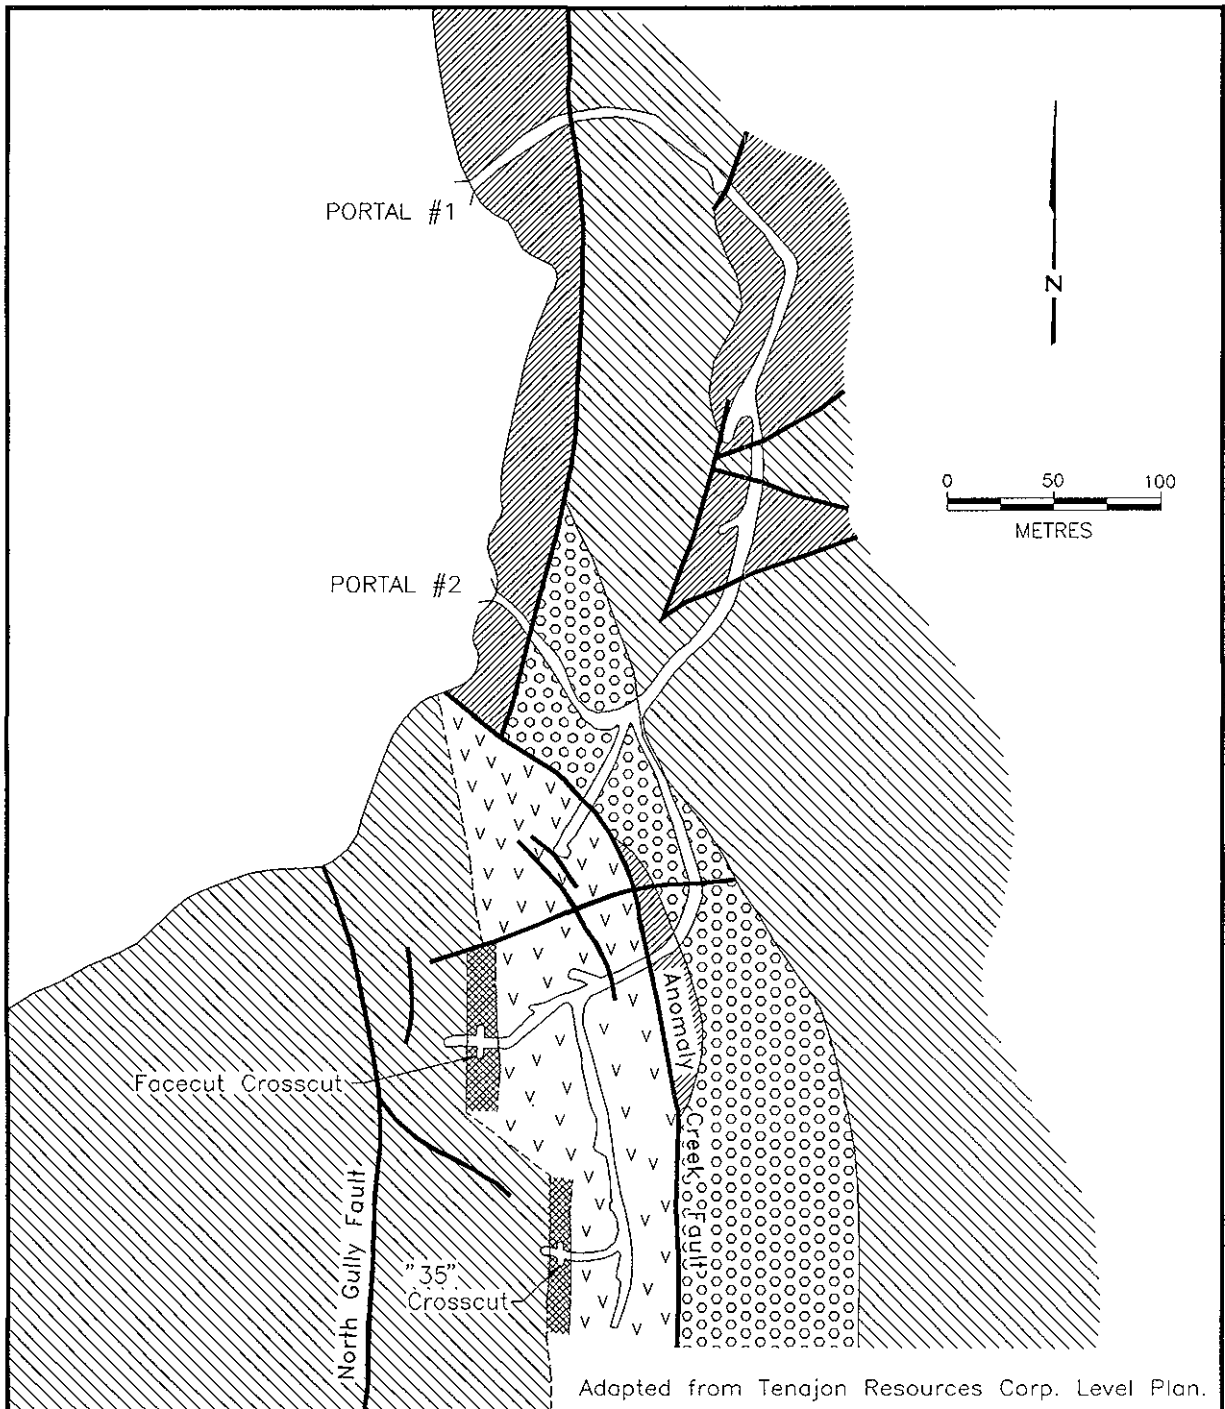 PORTAL #1
N
0 50 100
METRES
PORTAL #2
Anomaly Creek Fault
Facecut Crosscut
North Gully Fault
"35"
Crosscut
Adapted from Tenajon Resources Corp. Level Plan.